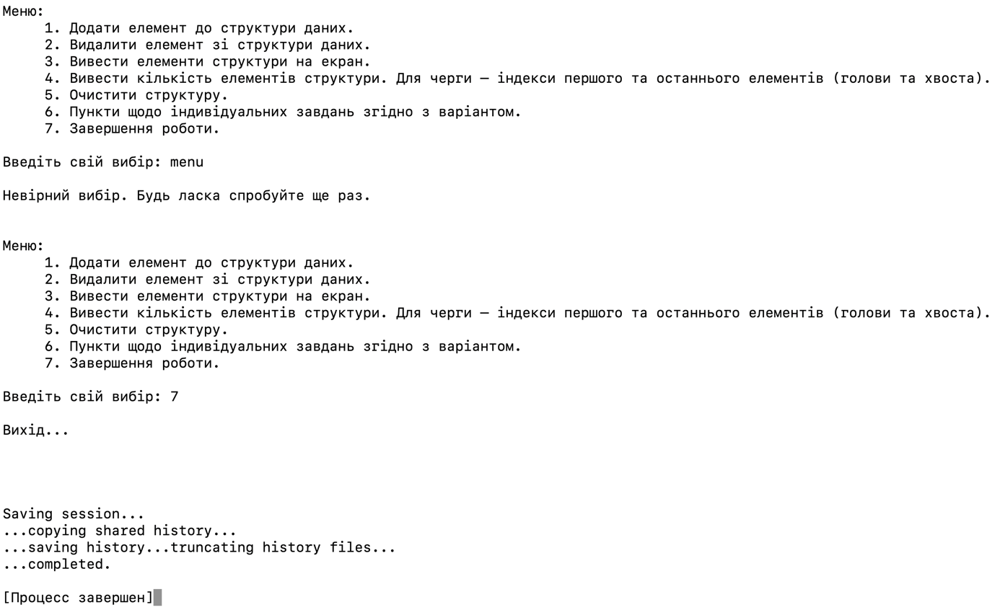 Меню:
1. Додати елемент до структури даних.
2. Видалити елемент зі структури даних.
3. Вивести елементи структури на екран.
4. Вивести кількість елементів структури. Для черги — індекси першого та останнього елементів (голови та хвоста).
5. Очистити структуру.
6. Пункти щодо індивідуальних завдань згідно з варіантом.
7. Завершення роботи.
Введіть свій вибір: menu
Невірний вибір. Будь ласка спробуйте ще раз.
Меню:
1. Додати елемент до структури даних.
2. Видалити елемент зі структури даних.
3. Вивести елементи структури на екран.
4. Вивести кількість елементів структури. Для черги — індекси першого та останнього елементів (голови та хвоста).
5. Очистити структуру.
6. Пункти щодо індивідуальних завдань згідно з варіантом.
7. Завершення роботи.
Введіть свій вибір: 7
Вихід...
Saving session...
...copying shared history...
...saving history...truncating history files...
...completed.
[Процесс завершен]